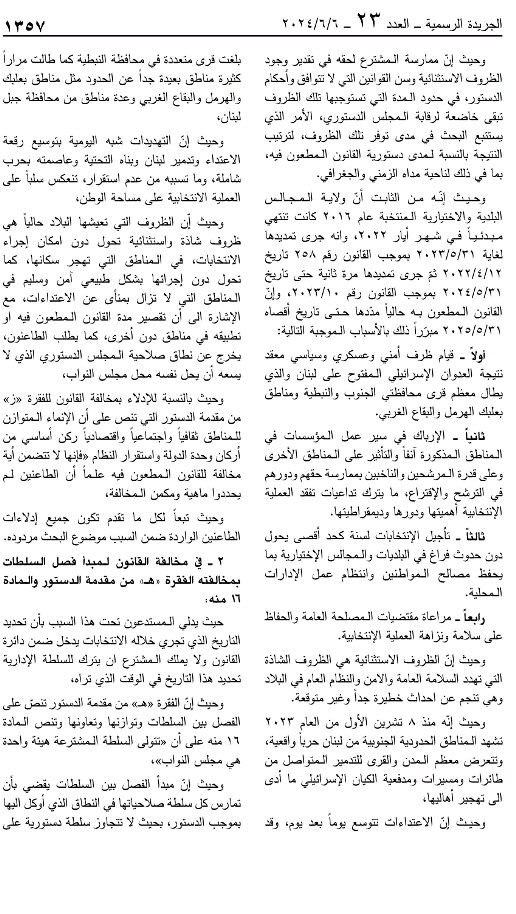 الجريدة الرسمية ــ العدد ٢٣ ــ ٢٠٢٤/٦/٦
١٣٥٧
وحيث إنّ ممارسة المشترع لحقه في تقدير وجود
الظروف الاستثنائية وسن القوانين التي لا تتوافق وأحكام
الدستور، في حدود المدة التي تستوجبها تلك الظروف
تبقى خاضعة لرقابة المجلس الدستوري، الأمر الذي
يستتبع البحث في مدى توفر تلك الظروف، لترتيب
النتيجة بالنسبة لمدى دستورية القانون المطعون فيه،
بما في ذلك لناحية مداه الزمني والجغرافي.
وحيث إنّه من الثابت أنّ ولاية المجالس
البلدية والاختيارية المنتخبة عام ٢٠١٦ كانت تنتهي
مبدئياً في شهر أيار ٢٠٢٢، وانه جرى تمديدها
لغاية ٢٠٢٣/٥/٣١ بموجب القانون رقم ٢٥٨ تاريخ
٢٠٢٢/٤/١٢ ثمّ جرى تمديدها مرة ثانية حتى تاريخ
٢٠٢٤/٥/٣١ بموجب القانون رقم ٢٠٢٣/١٠، وإنّ
القانون المطعون به حالياً مدّدها حتى تاريخ أقصاه
٢٠٢٥/٥/٣١ مبرّراً ذلك بالأسباب الموجبة التالية:
اولاً ــ قيام ظرف أمني وعسكري وسياسي معقد
نتيجة العدوان الإسرائيلي المفتوح على لبنان والذي
يطال معظم قرى محافظتي الجنوب والنبطية ومناطق
بعلبك الهرمل والبقاع الغربي.
ثانياً ــ الإرباك في سير عمل المؤسسات في
المناطق المذكورة آنفاً والتأثير على المناطق الأخرى
وعلى قدرة المرشحين والناخبين بممارسة حقهم ودورهم
في الترشح والإقتراع، ما يترك تداعيات تفقد العملية
الإنتخابية أهميتها ودورها وديمقراطيتها.
ثالثاً ــ تأجيل الإنتخابات لسنة كحد أقصى يحول
دون حدوث فراغ في البلديات والمجالس الإختيارية بما
يحفظ مصالح المواطنين وانتظام عمل الإدارات
المحلية.
رابعاً ــ مراعاة مقتضيات المصلحة العامة والحفاظ
على سلامة ونزاهة العملية الإنتخابية.
وحيث إنّ الظروف الاستثنائية هي الظروف الشاذة
التي تهدد السلامة العامة والامن والنظام العام في البلاد
وهي تنجم عن احداث خطيرة جداً وغير متوقعة.
وحيث إنّه منذ ٨ تشرين الأول من العام ٢٠٢٣
تشهد المناطق الحدودية الجنوبية من لبنان حرباً واقعية،
وتتعرض معظم المدن والقرى للتدمير المتواصل من
طائرات ومسيرات ومدفعية الكيان الإسرائيلي ما أدى
الى تهجير أهاليها،
وحيث إنّ الاعتداءات تتوسع يوماً بعد يوم، وقد
بلغت قرى متعددة في محافظة النبطية كما طالت مراراً
كثيرة مناطق بعيدة جداً عن الحدود مثل مناطق بعلبك
والهرمل والبقاع الغربي وعدة مناطق من محافظة جبل
لبنان،
وحيث إنّ التهديدات شبه اليومية بتوسيع رقعة
الاعتداء وتدمير لبنان وبناه التحتية وعاصمته بحرب
شاملة، وما تسببه من عدم استقرار، تنعكس سلباً على
العملية الانتخابية على مساحة الوطن،
وحيث أنّ الظروف التي تعيشها البلاد حالياً هي
ظروف شاذة واستثنائية تحول دون امكان إجراء
الانتخابات، في المناطق التي تهجر سكانها، كما
تحول دون إجرائها بشكل طبيعي آمن وسليم في
المناطق التي لا تزال بمنأى عن الاعتداءات، مع
الإشارة الى أن تقصير مدة القانون المطعون فيه او
تطبيقه في مناطق دون أخرى، كما يطلب الطاعنون،
يخرج عن نطاق صلاحية المجلس الدستوري الذي لا
يسعه أن يحل نفسه محل مجلس النواب،
وحيث بالنسبة للإدلاء بمخالفة القانون للفقرة «ز»
من مقدمة الدستور التي تنص على أن الإنماء المتوازن
للمناطق ثقافياً واجتماعياً واقتصادياً ركن أساسي من
أركان وحدة الدولة واستقرار النظام «فإنها لا تتضمن أية
مخالفة للقانون المطعون فيه علماً أن الطاعنين لم
يحددوا ماهية ومكمن المخالفة،
وحيث تبعاً لكل ما تقدم تكون جميع إدلاءات
الطاعنين الواردة ضمن السبب موضوع البحث مردوده.
٢ ــ في مخالفة القانون لمبدأ فصل السلطات
بمخالفته الفقرة «هـ» من مقدمة الدستور والمادة
١٦ منه:
حيث يدلي المستدعون تحت هذا السبب بأن تحديد
التاريخ الذي تجري خلاله الانتخابات يدخل ضمن دائرة
القانون ولا يملك المشترع ان يترك للسلطة الإدارية
تحديد هذا التاريخ في الوقت الذي تراه،
وحيث إنّ الفقرة «هـ» من مقدمة الدستور تنصّ على
الفصل بين السلطات وتوازنها وتعاونها وتنص المادة
١٦ منه على أن «تتولى السلطة المشترعة هيئة واحدة
هي مجلس النواب»،
وحيث إنّ مبدأ الفصل بين السلطات يقضي بأن
تمارس كل سلطة صلاحياتها في النطاق الذي أوكل اليها
بموجب الدستور، بحيث لا تتجاوز سلطة دستورية على